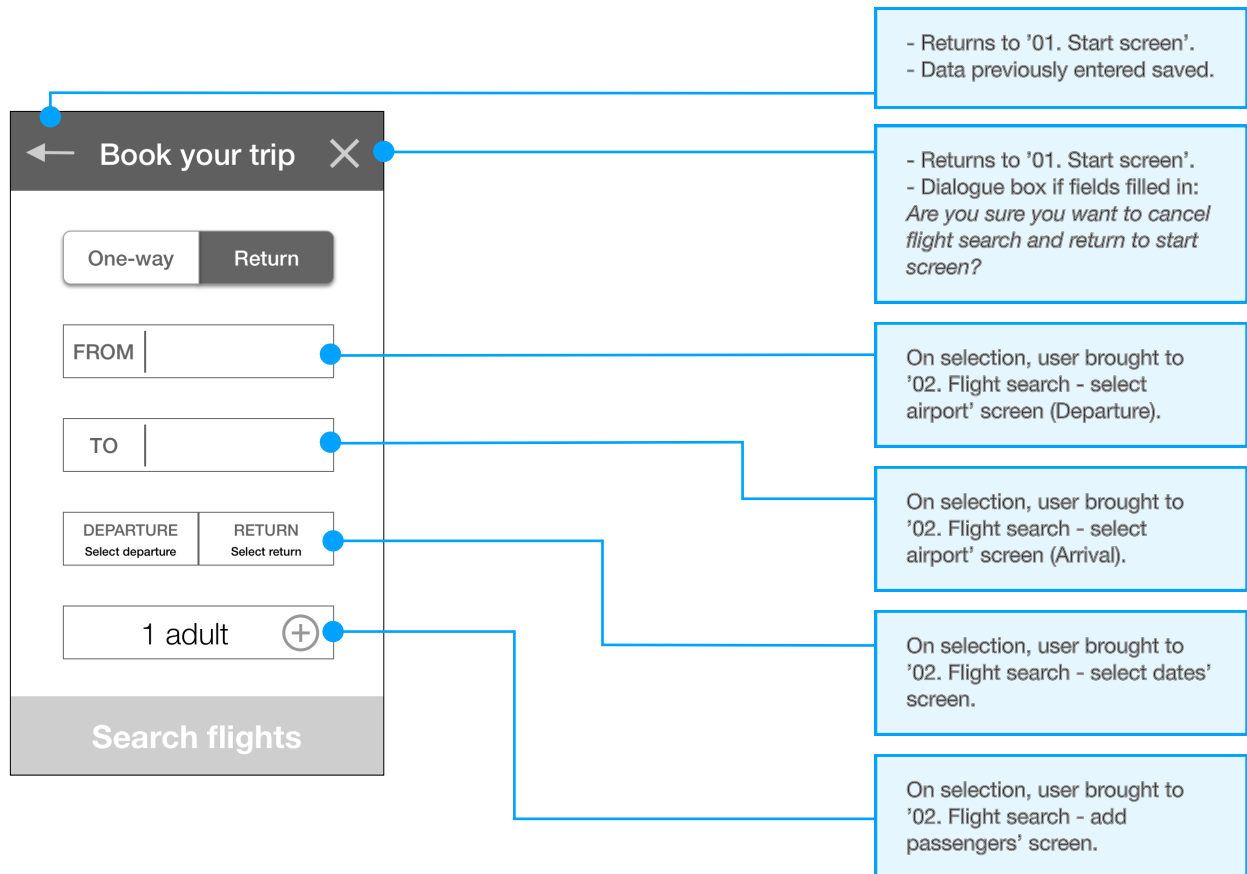 Book your trip
One-way Return
FROM
TO
DEPARTURE RETURN
Select departure Select return
1 adult
Search flights
- Returns to ’01. Start screen’.
- Data previously entered saved.
- Returns to ’01. Start screen’.
- Dialogue box if fields filled in:
Are you sure you want to cancel
flight search and return to start
screen?
On selection, user brought to
’02. Flight search - select
airport’ screen (Departure).
On selection, user brought to
’02. Flight search - select
airport’ screen (Arrival).
On selection, user brought to
’02. Flight search - select dates’
screen.
On selection, user brought to
’02. Flight search - add
passengers’ screen.